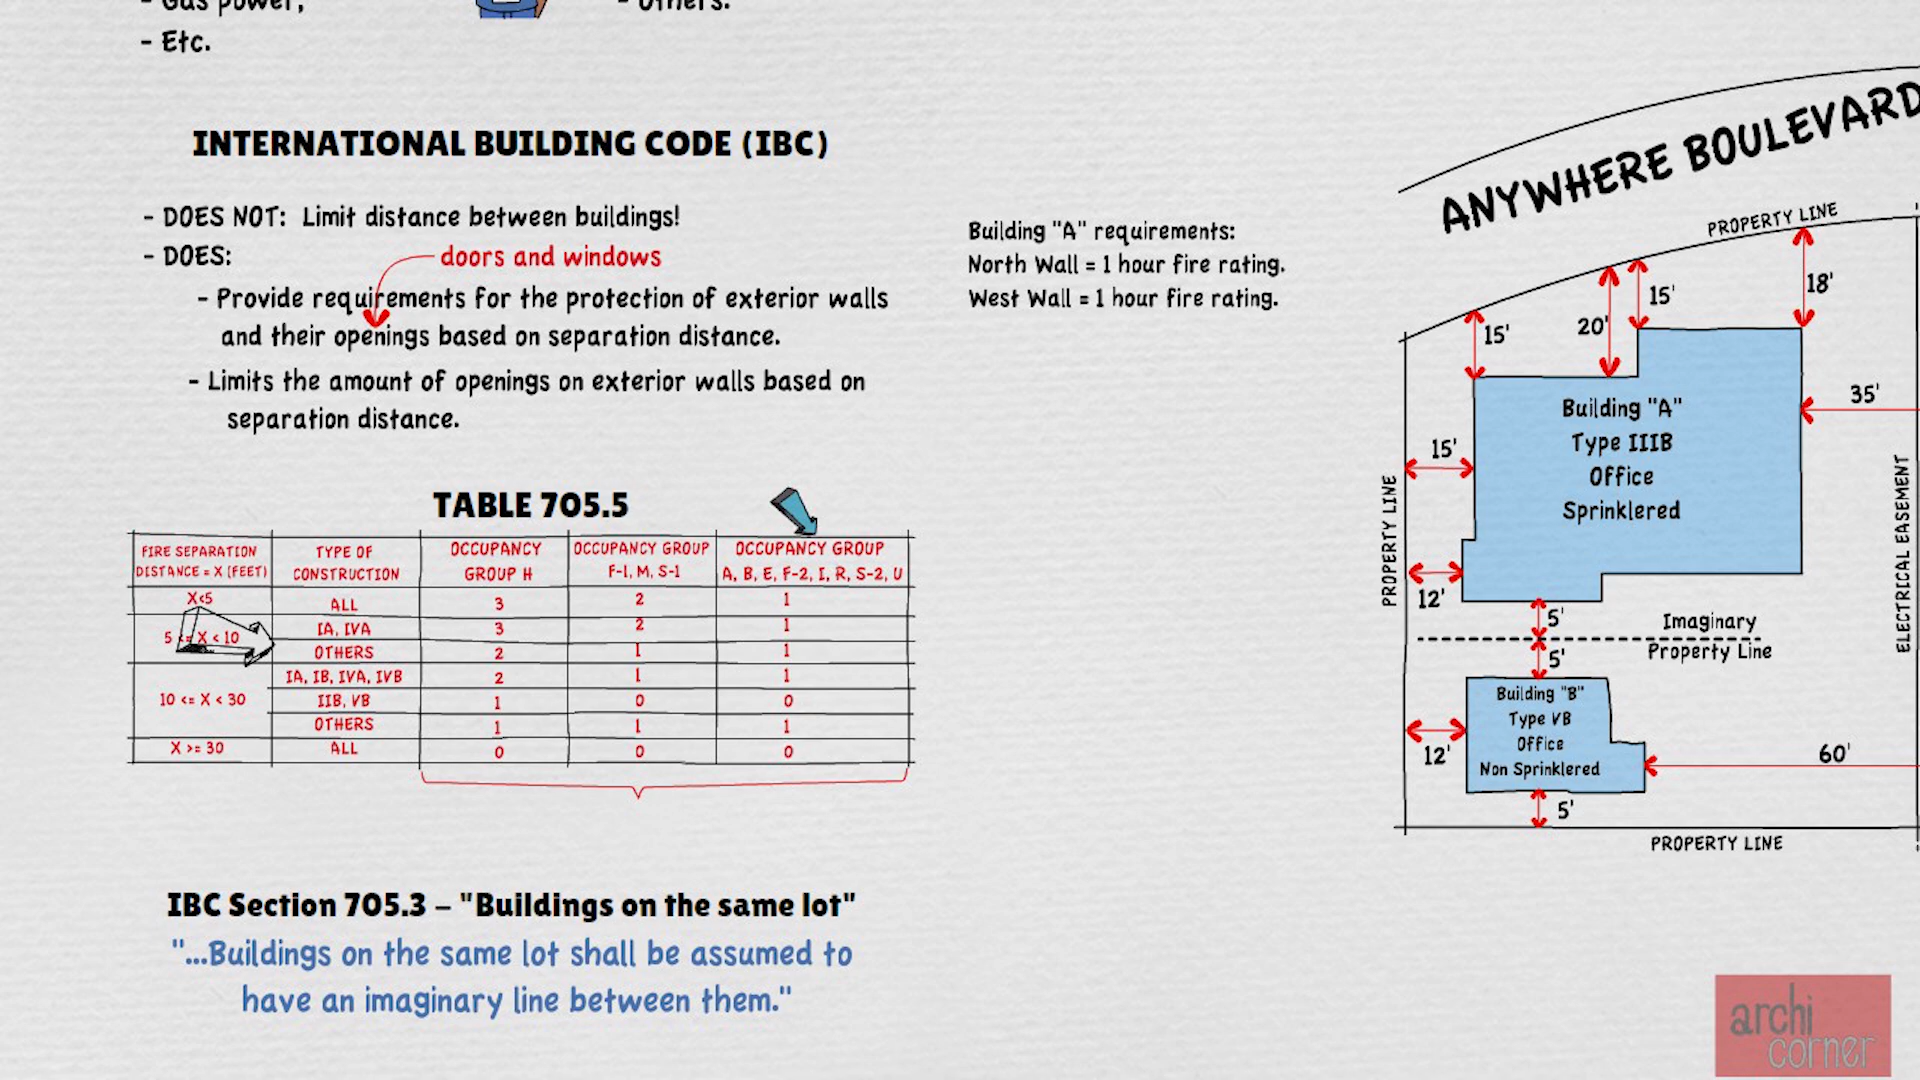 - Gas power,
- Others.
- Etc.
INTERNATIONAL BUILDING CODE (IBC)
- DOES NOT: Limit distance between buildings!
- DOES:
doors and windows
- Provide requirements for the protection of exterior walls
and their openings based on separation distance.
- Limits the amount of openings on exterior walls based on
separation distance.
TABLE 705.5
FIRE SEPARATION DISTANCE = X (FEET) TYPE OF CONSTRUCTION OCCUPANCY GROUP H OCCUPANCY GROUP F-1, M, S-1 OCCUPANCY GROUP A, B, E, F-2, I, R, S-2, U
X<5 ALL 3 2 1
5 <= X < 10 IA, IVA 3 2 1
OTHERS 2 1 1
10 <= X < 30 IA, IB, IVA, IVB 2 1 1
IIB, VB 1 0 0
OTHERS 1 1 1
X >= 30 ALL 0 0 0
IBC Section 705.3 – "Buildings on the same lot"
"...Buildings on the same lot shall be assumed to
have an imaginary line between them."
Building "A" requirements:
North Wall = 1 hour fire rating.
West Wall = 1 hour fire rating.
ANYWHERE BOULEVARD
PROPERTY LINE
15'
20'
15'
18'
35'
15'
12'
Building "A"
Type IIIB
Office
Sprinklered
PROPERTY LINE
ELECTRICAL EASEMENT
5'
Imaginary
Property Line
5'
Building "B"
Type VB
Office
Non Sprinklered
12'
60'
5'
PROPERTY LINE
archi
corner